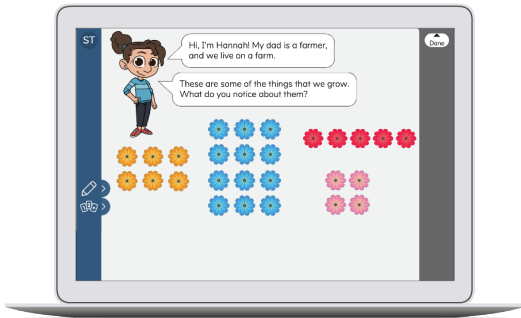 ST
Hi, I'm Hannah! My dad is a farmer,
and we live on a farm.
Done
These are some of the things that we grow.
What do you notice about them?